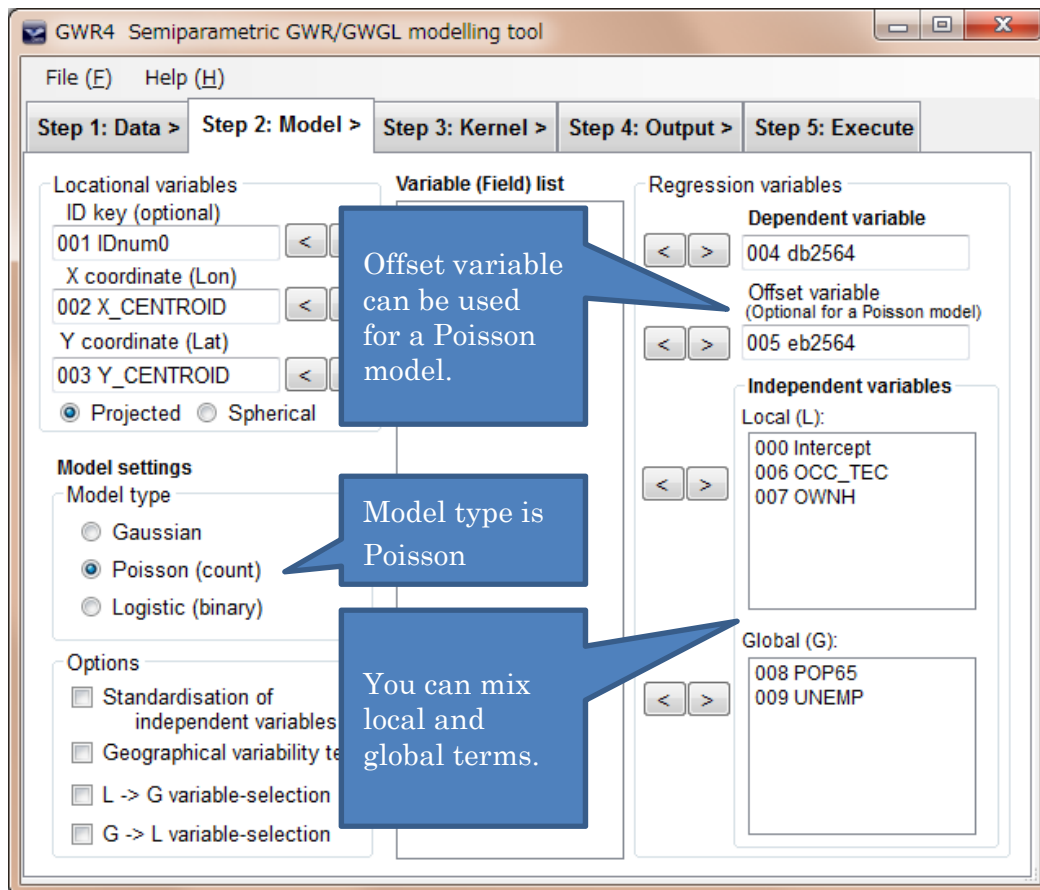 GWR4 Semiparametric GWR/GWGL modelling tool
File (F) Help (H)
Step 1: Data > Step 2: Model > Step 3: Kernel > Step 4: Output > Step 5: Execute
Locational variables
ID key (optional)
001 IDnum0
<
X coordinate (Lon)
002 X_CENTROID
<
Y coordinate (Lat)
003 Y_CENTROID
<
Projected Spherical
Model settings
Model type
Gaussian
Poisson (count)
Logistic (binary)
Options
Standardisation of
independent variables
Geographical variability te
L -> G variable-selection
G -> L variable-selection
Variable (Field) list
Offset variable
can be used
for a Poisson
model.
Model type is
Poisson
You can mix
local and
global terms.
Regression variables
Dependent variable
< > 004 db2564
Offset variable
(Optional for a Poisson model)
< > 005 eb2564
Independent variables
Local (L):
000 Intercept
006 OCC_TEC
007 OWNH
< >
Global (G):
008 POP65
009 UNEMP
< >